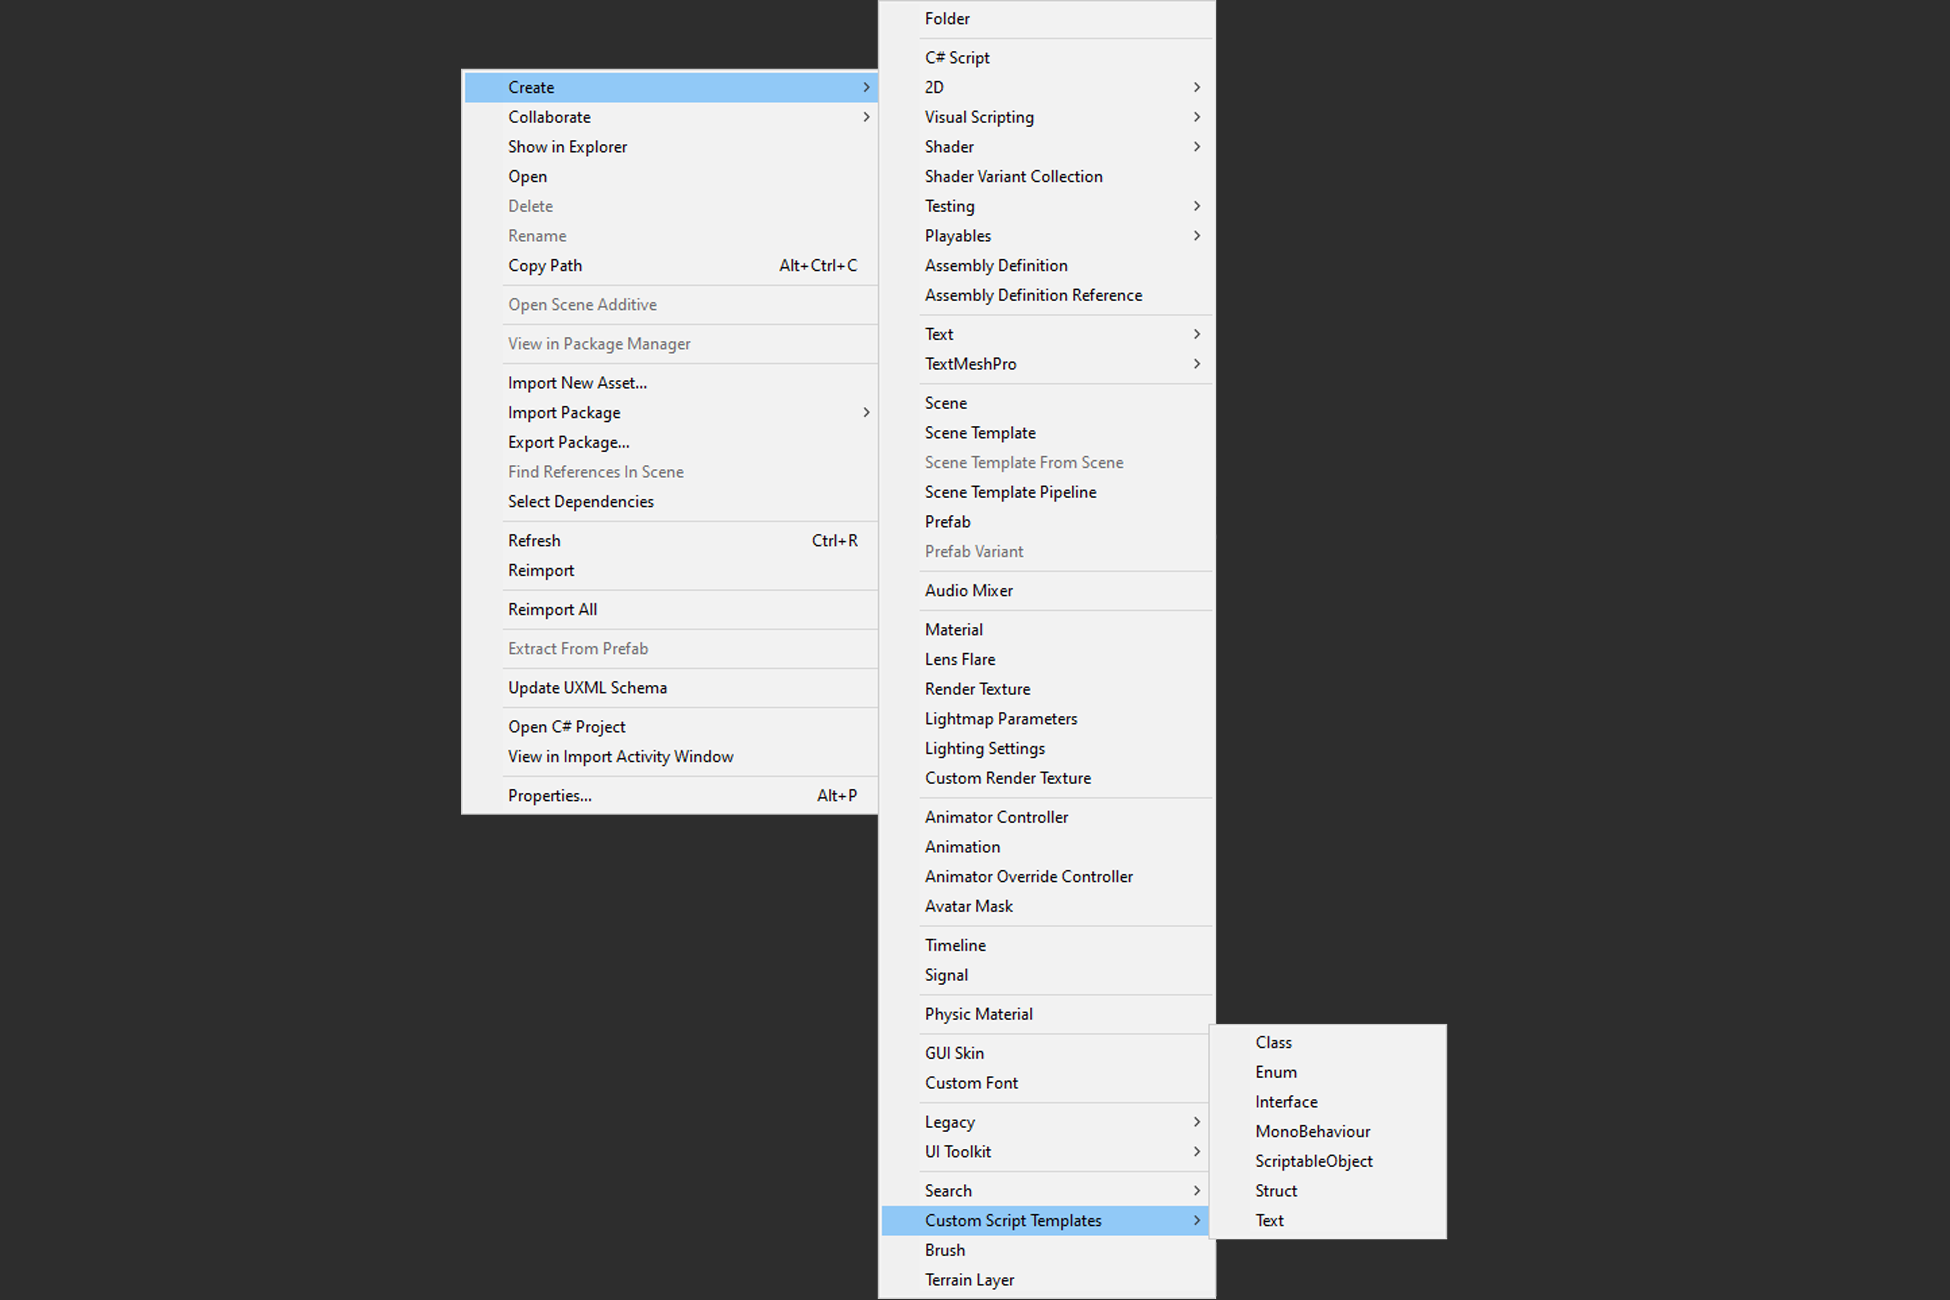 Create
Collaborate
Show in Explorer
Open
Delete
Rename
Copy Path Alt+Ctrl+C
Open Scene Additive
View in Package Manager
Import New Asset...
Import Package
Export Package...
Find References In Scene
Select Dependencies
Refresh Ctrl+R
Reimport
Reimport All
Extract From Prefab
Update UXML Schema
Open C# Project
View in Import Activity Window
Properties... Alt+P
Folder
C# Script
2D
Visual Scripting
Shader
Shader Variant Collection
Testing
Playables
Assembly Definition
Assembly Definition Reference
Text
TextMeshPro
Scene
Scene Template
Scene Template From Scene
Scene Template Pipeline
Prefab
Prefab Variant
Audio Mixer
Material
Lens Flare
Render Texture
Lightmap Parameters
Lighting Settings
Custom Render Texture
Animator Controller
Animation
Animator Override Controller
Avatar Mask
Timeline
Signal
Physic Material
GUI Skin
Custom Font
Legacy
UI Toolkit
Search
Custom Script Templates
Brush
Terrain Layer
Class
Enum
Interface
MonoBehaviour
ScriptableObject
Struct
Text